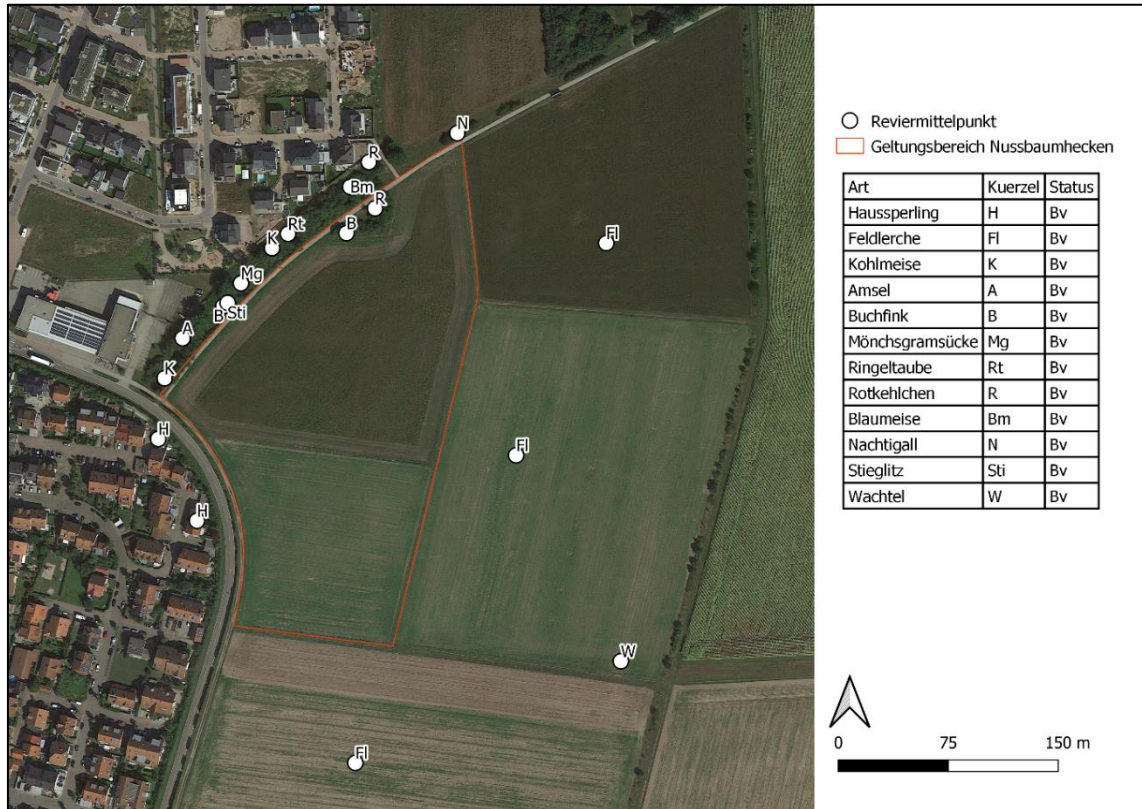 N
R
Bm
R
B
Rt
K
Fl
Mg
B
Sti
A
K
H
Fl
H
W
Fl
Reviermittelpunkt
Geltungsbereich Nussbaumhecken
Art Kuerzel Status
Haussperling H Bv
Feldlerche Fl Bv
Kohlmeise K Bv
Amsel A Bv
Buchfink B Bv
Mönchsgramsücke Mg Bv
Ringeltaube Rt Bv
Rotkehlchen R Bv
Blaumeise Bm Bv
Nachtigall N Bv
Stieglitz Sti Bv
Wachtel W Bv
0 75 150 m